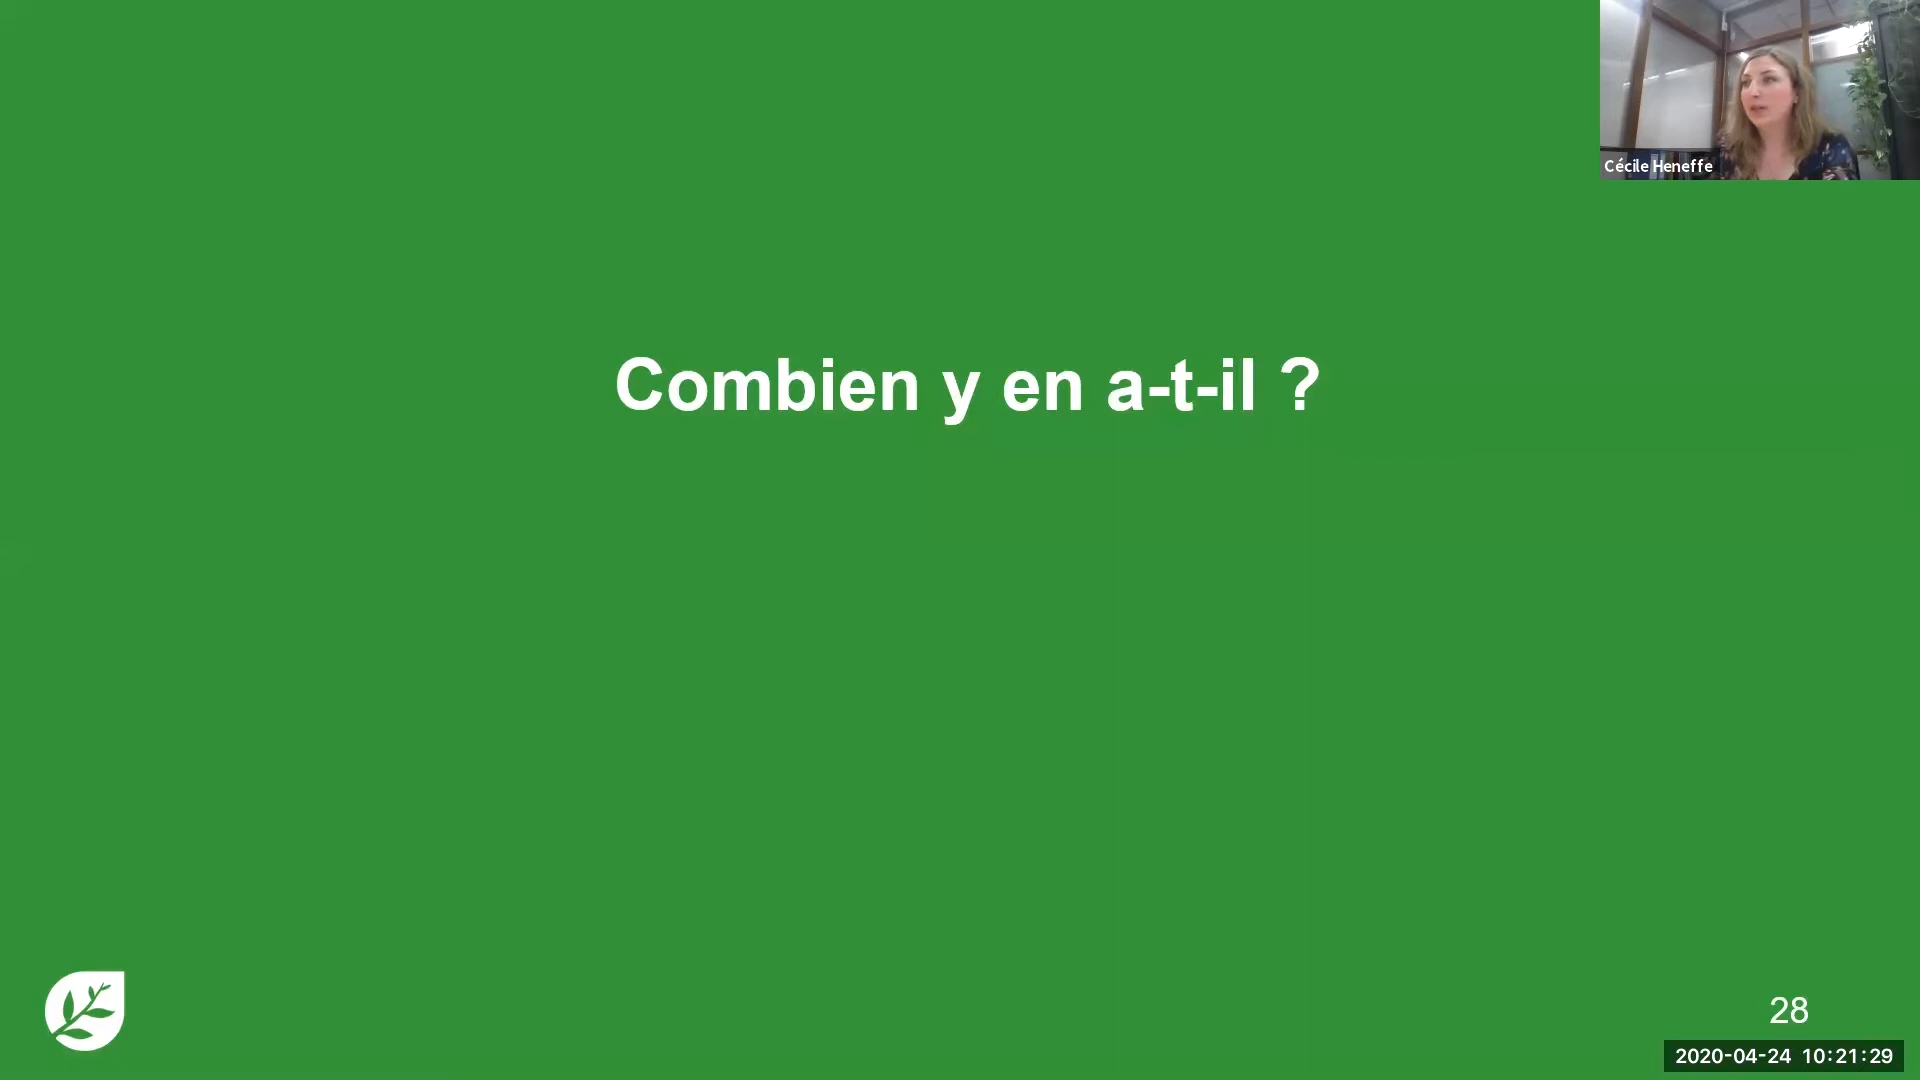 Cécile Heneffe
Combien y en a-t-il ?
28
2020-04-24 10:21:29